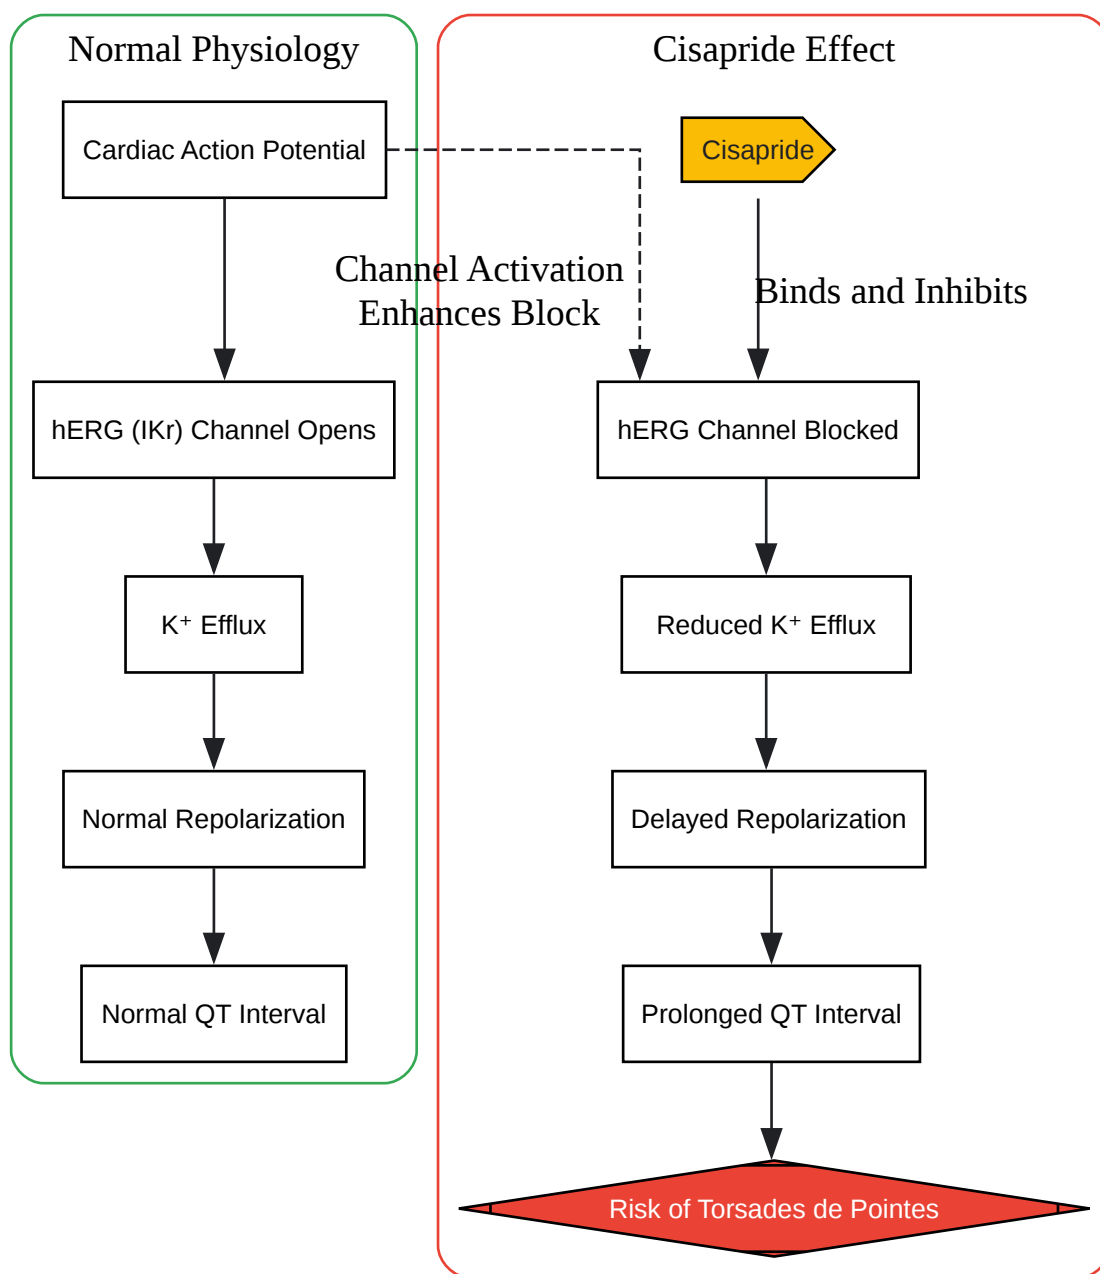 Normal Physiology
Cardiac Action Potential
hERG (IKr) Channel Opens
K⁺ Efflux
Normal Repolarization
Normal QT Interval
Channel Activation
Enhances Block
Cisapride Effect
Cisapride
Binds and Inhibits
hERG Channel Blocked
Reduced K⁺ Efflux
Delayed Repolarization
Prolonged QT Interval
Risk of Torsades de Pointes